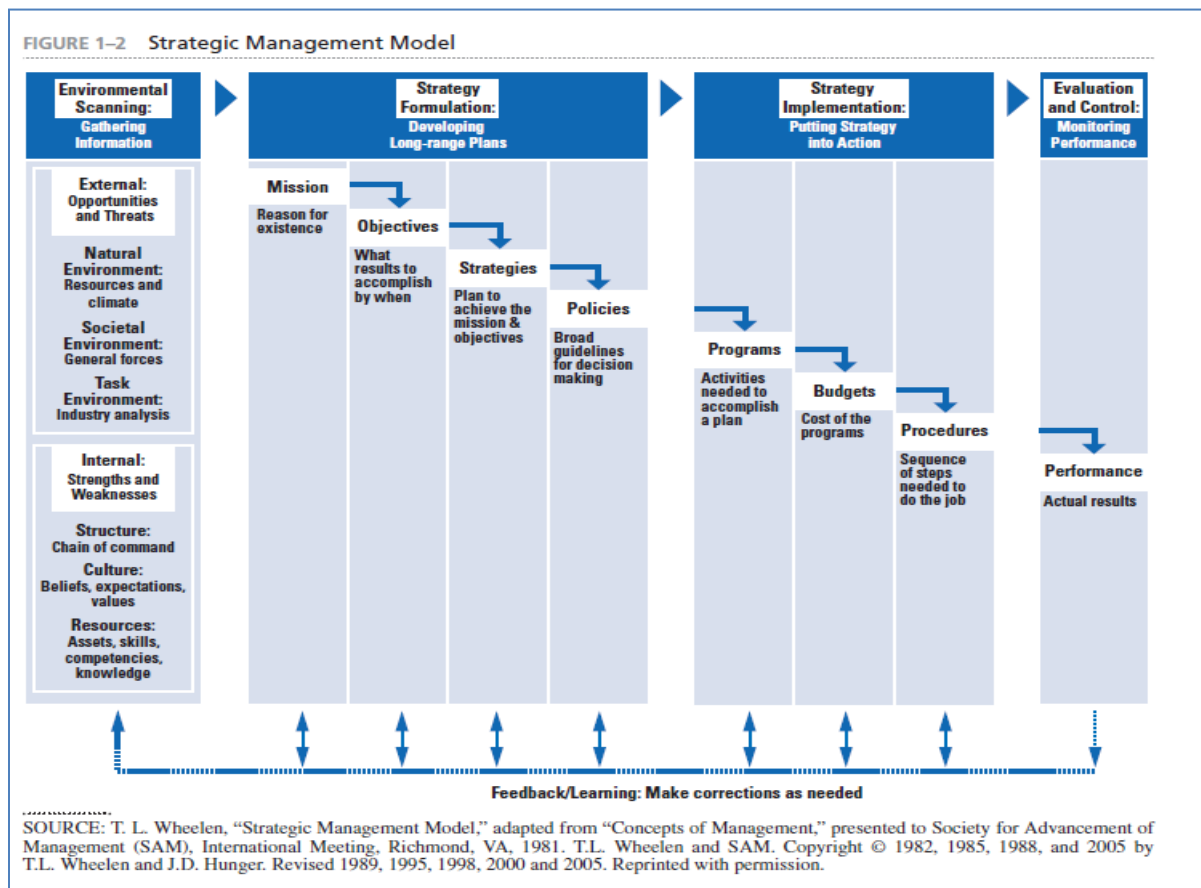 FIGURE 1–2 Strategic Management Model
Environmental
Scanning:
Gathering
Information
Strategy
Formulation:
Developing
Long-range Plans
Strategy
Implementation:
Putting Strategy
into Action
Evaluation
and Control:
Monitoring
Performance
External:
Opportunities
and Threats
Natural
Environment:
Resources and
climate
Societal
Environment:
General forces
Task
Environment:
Industry analysis
Internal:
Strengths and
Weaknesses
Structure:
Chain of command
Culture:
Beliefs, expectations,
values
Resources:
Assets, skills,
competencies,
knowledge
Mission
Reason for
existence
Objectives
What
results to
accomplish
by when
Strategies
Plan to
achieve the
mission &
objectives
Policies
Broad
guidelines
for decision
making
Programs
Activities
needed to
accomplish
a plan
Budgets
Cost of the
programs
Procedures
Sequence
of steps
needed to
do the job
Performance
Actual results
Feedback/Learning: Make corrections as needed
SOURCE: T. L. Wheelen, “Strategic Management Model,” adapted from “Concepts of Management,” presented to Society for Advancement of
Management (SAM), International Meeting, Richmond, VA, 1981. T.L. Wheelen and SAM. Copyright © 1982, 1985, 1988, and 2005 by
T.L. Wheelen and J.D. Hunger. Revised 1989, 1995, 1998, 2000 and 2005. Reprinted with permission.